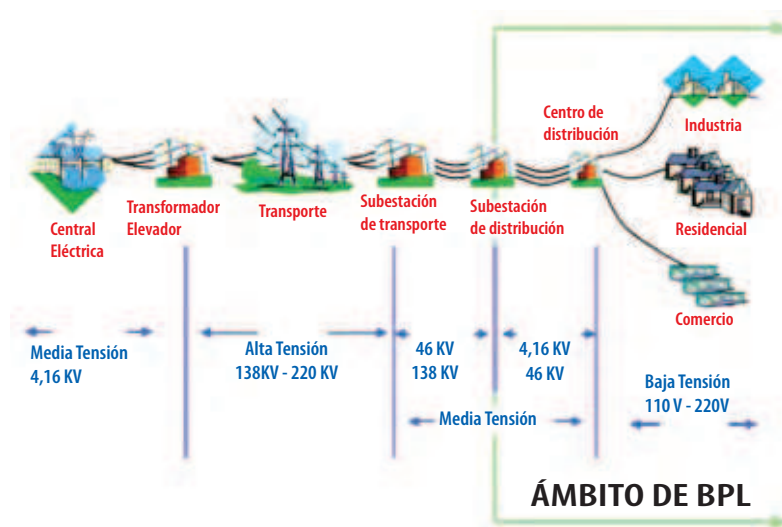 Central
Eléctrica
Transformador
Elevador
Transporte
Subestación
de transporte
Subestación
de distribución
Centro de
distribución
Industria
Residencial
Comercio
Media Tensión
4,16 KV
Alta Tensión
138KV - 220 KV
46 KV
138 KV
4,16 KV
46 KV
Media Tensión
Baja Tensión
110 V - 220V
ÁMBITO DE BPL